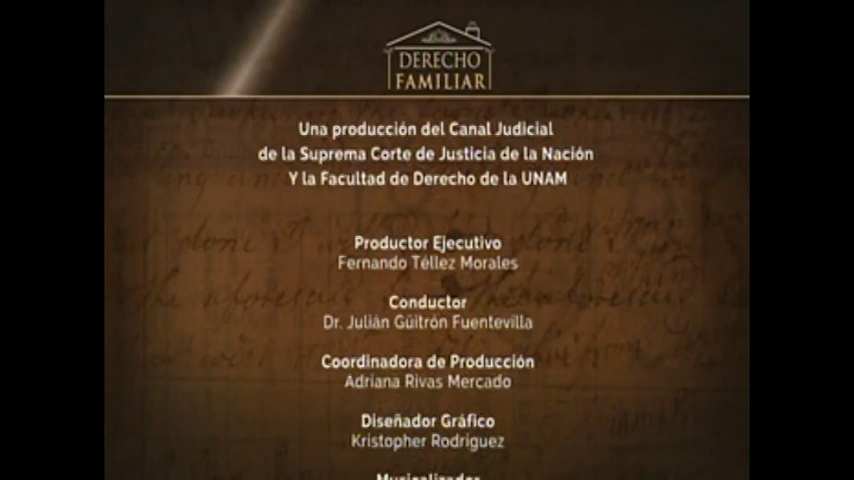 DERECHO
FAMILIAR
Una producción del Canal Judicial
de la Suprema Corte de Justicia de la Nación
Y la Facultad de Derecho de la UNAM
Productor Ejecutivo
Fernando Téllez Morales
Conductor
Dr. Julián Güitrón Fuentevilla
Coordinadora de Producción
Adriana Rivas Mercado
Diseñador Gráfico
Kristopher Rodríguez
Musicalizador